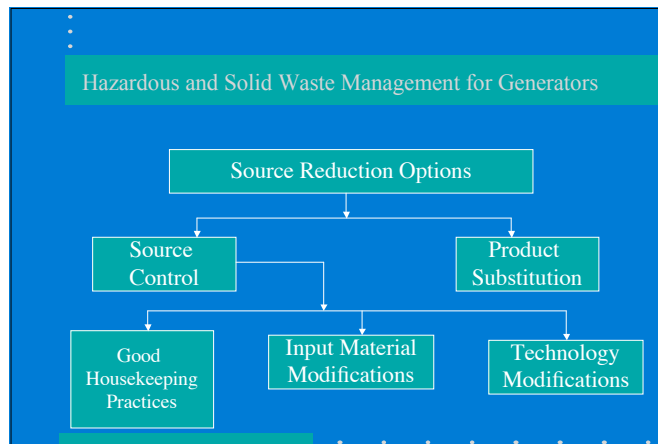 Hazardous and Solid Waste Management for Generators
Source Reduction Options
Source
Control
Product
Substitution
Good
Housekeeping
Practices
Input Material
Modifications
Technology
Modifications